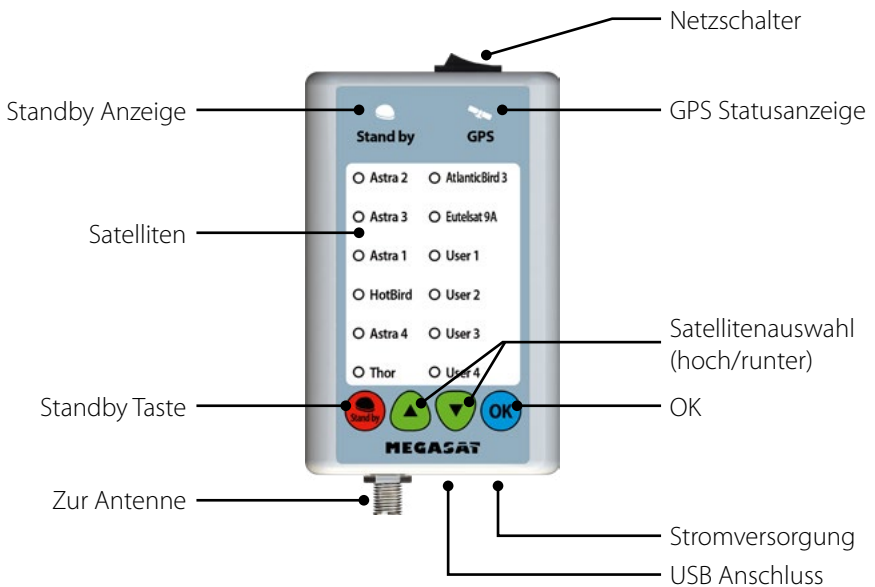 Netzschalter
Standby Anzeige
GPS Statusanzeige
Stand by
GPS
Astra 2
AtlanticBird 3
Astra 3
Eutelsat 9A
Satelliten
Astra 1
User 1
HotBird
User 2
Astra 4
User 3
Satellitenauswahl
(hoch/runter)
Thor
User 4
Standby Taste
Stand by
OK
OK
MEGASAT
Zur Antenne
Stromversorgung
USB Anschluss